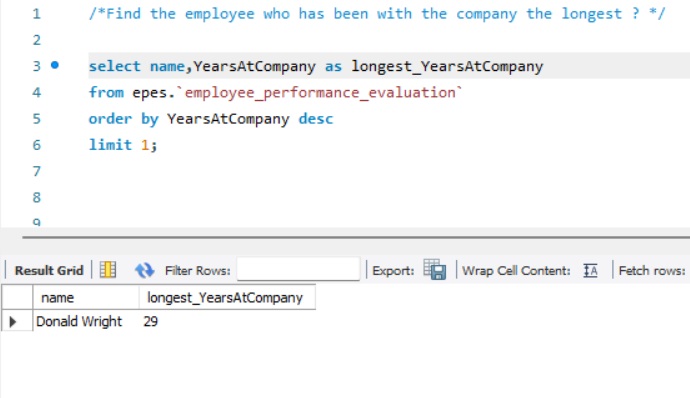 1 /*Find the employee who has been with the company the longest ? */
2
3 select name,YearsAtCompany as longest_YearsAtCompany
4 from epes.`employee_performance_evaluation`
5 order by YearsAtCompany desc
6 limit 1;
7
8
9
Result Grid Filter Rows: Export: Wrap Cell Content: IA Fetch rows:
name longest_YearsAtCompany
Donald Wright 29